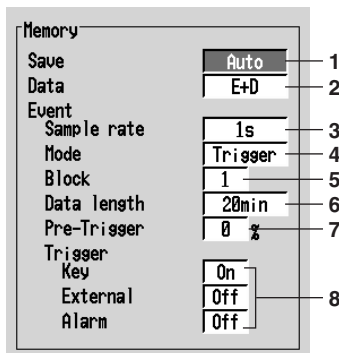 Memory
Save Auto 1
Data E+D 2
Event
Sample rate 1s 3
Mode Trigger 4
Block 1 5
Data length 20min 6
Pre-Trigger 0 % 7
Trigger
Key On
External Off 8
Alarm Off